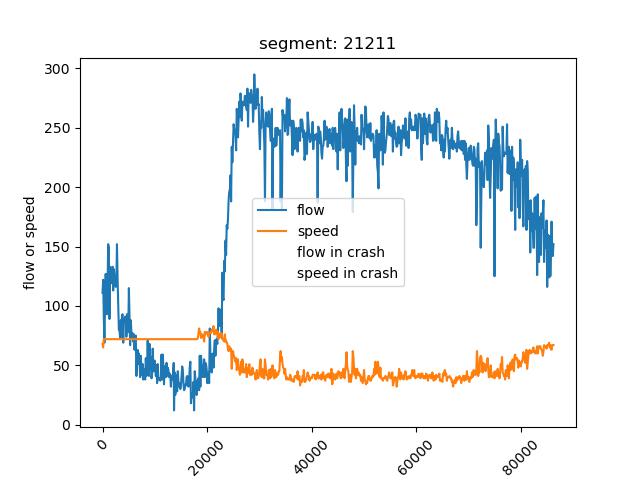 segment: 21211
300
250
200
150
100
50
0
flow or speed
flow
speed
flow in crash
speed in crash
0
20000
40000
60000
80000